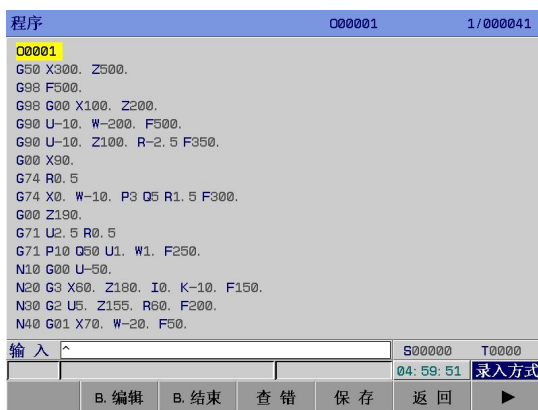 程序 O00001 1/000041
O0001
G50 X300. Z500.
G98 F500.
G98 G00 X100. Z200.
G90 U-10. W-200. F500.
G90 U-10. Z100. R-2.5 F350.
G00 X90.
G74 R0.5
G74 X0. W-10. P3 Q5 R1.5 F300.
G00 Z190.
G71 U2.5 R0.5
G71 P10 Q50 U1. W1. F250.
N10 G00 U-50.
N20 G3 X60. Z180. I0. K-10. F150.
N30 G2 U5. Z155. R60. F200.
N40 G01 X70. W-20. F50.
输入 ^ S00000 T0000
04:59:51 录入方式
B.编辑 B.结束 查错 保存 返回 ▶